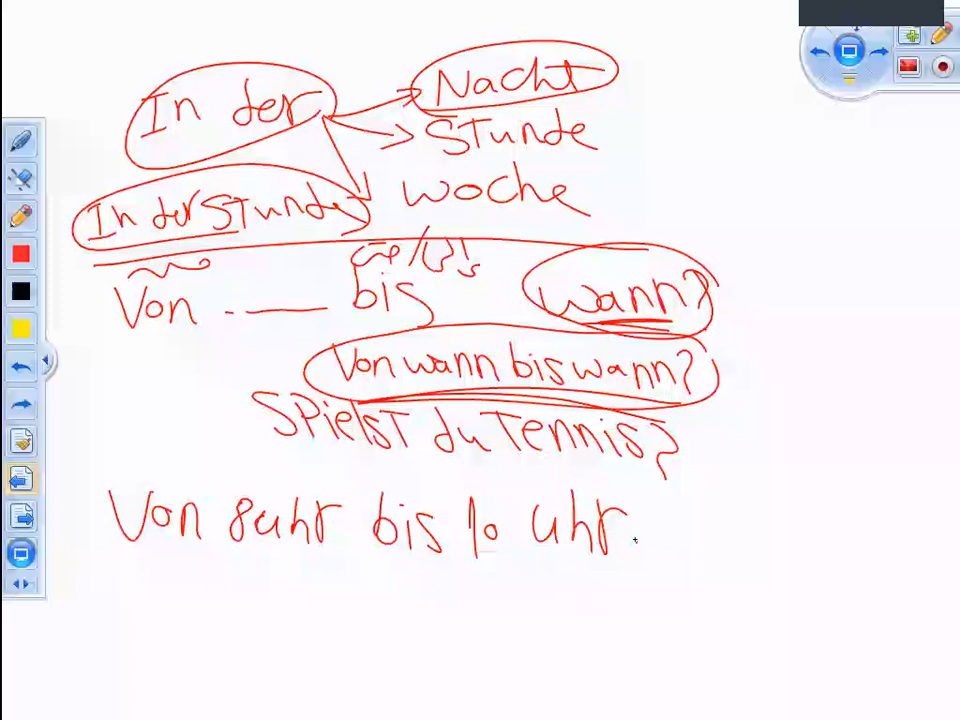 In der Nacht
Stunde
In der Stunde woche
Von ------ bis wann?
Von wann bis wann?
Spielst du Tennis?
Von 8 uhr bis 10 uhr.